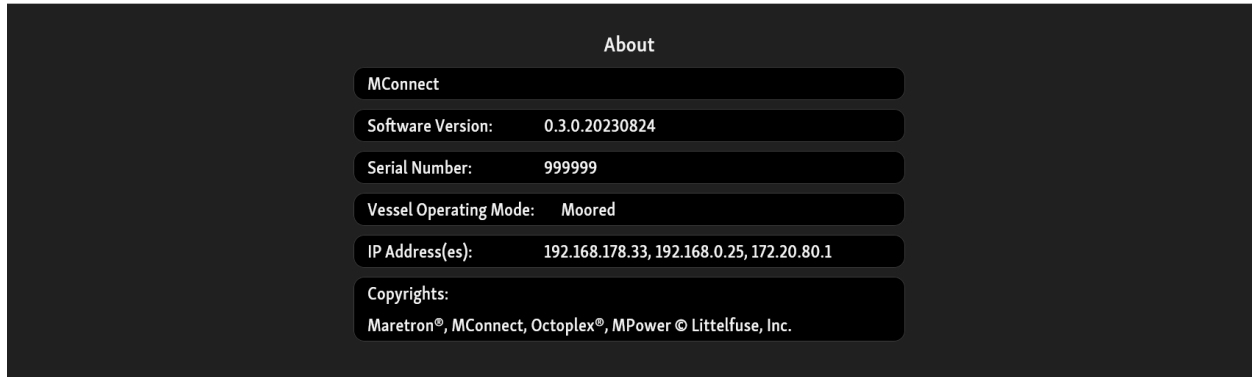 About
MConnect
Software Version: 0.3.0.20230824
Serial Number: 999999
Vessel Operating Mode: Moored
IP Address(es): 192.168.178.33, 192.168.0.25, 172.20.80.1
Copyrights:
Maretron®, MConnect, Octoplex®, MPower © Littelfuse, Inc.